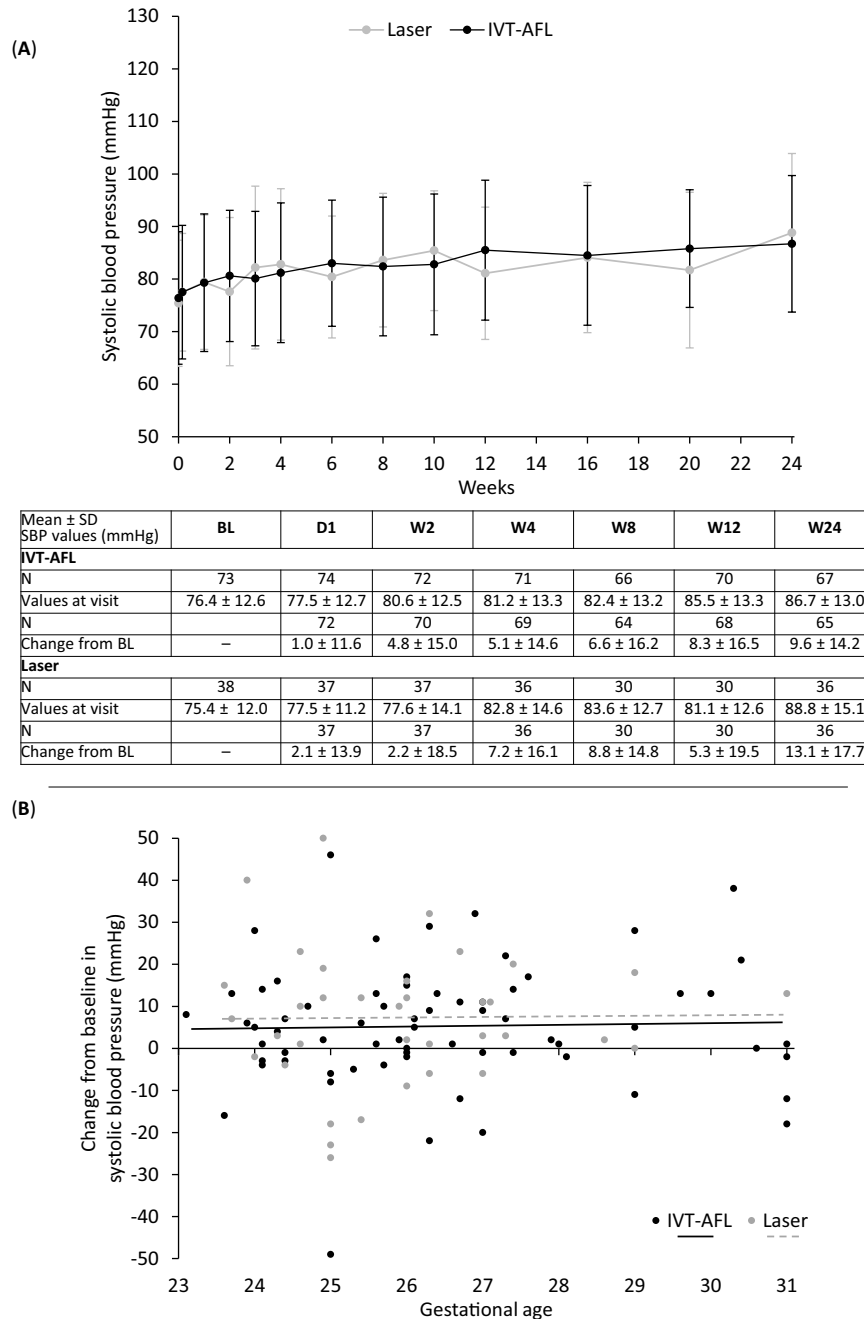 (A)
Laser IVT-AFL
Systolic blood pressure (mmHg)
130
120
110
100
90
80
70
60
50
0 2 4 6 8 10 12 14 16 18 20 22 24
Weeks
Mean ± SD
SBP values (mmHg) BL D1 W2 W4 W8 W12 W24
IVT-AFL
N 73 74 72 71 66 70 67
Values at visit 76.4 ± 12.6 77.5 ± 12.7 80.6 ± 12.5 81.2 ± 13.3 82.4 ± 13.2 85.5 ± 13.3 86.7 ± 13.0
N 72 70 69 64 68 65
Change from BL – 1.0 ± 11.6 4.8 ± 15.0 5.1 ± 14.6 6.6 ± 16.2 8.3 ± 16.5 9.6 ± 14.2
Laser
N 38 37 37 36 30 30 36
Values at visit 75.4 ± 12.0 77.5 ± 11.2 77.6 ± 14.1 82.8 ± 14.6 83.6 ± 12.7 81.1 ± 12.6 88.8 ± 15.1
N 37 37 36 30 30 36
Change from BL – 2.1 ± 13.9 2.2 ± 18.5 7.2 ± 16.1 8.8 ± 14.8 5.3 ± 19.5 13.1 ± 17.7
(B)
Change from baseline in
systolic blood pressure (mmHg)
50
40
30
20
10
0
-10
-20
-30
-40
-50
IVT-AFL Laser
23 24 25 26 27 28 29 30 31
Gestational age